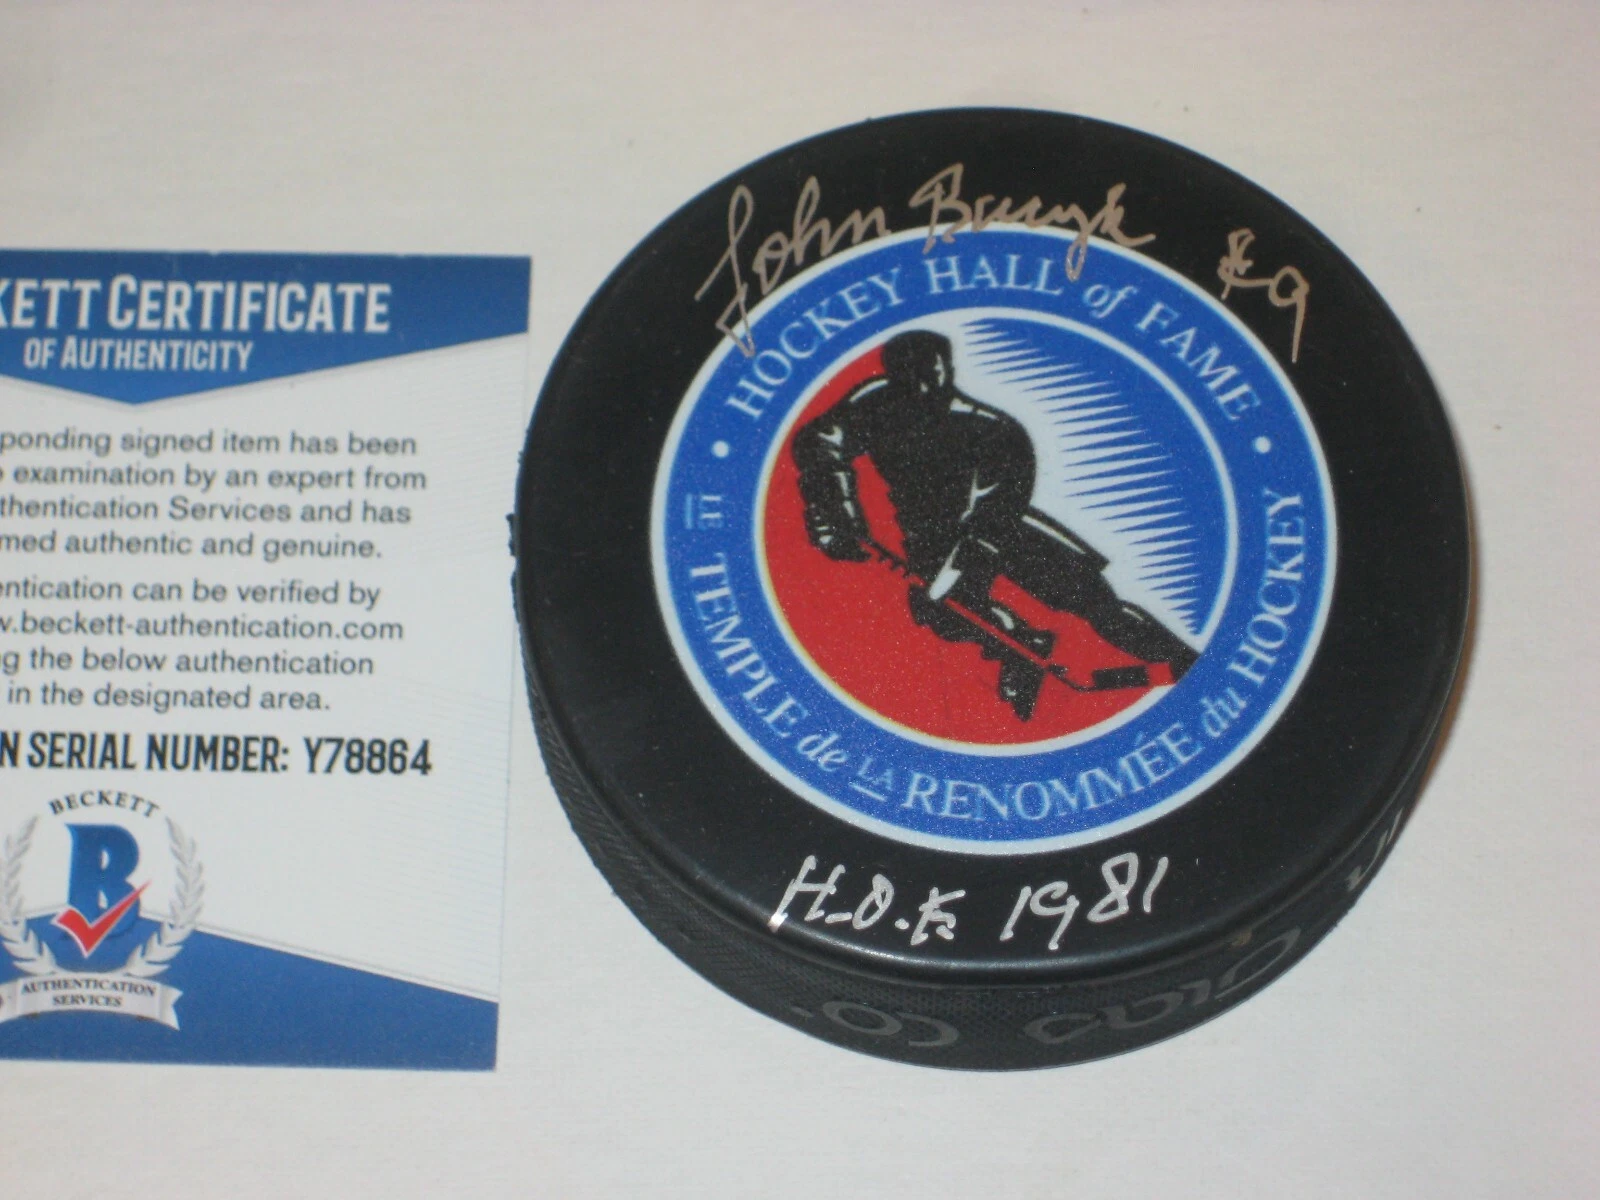 KETT CERTIFICATE
OF AUTHENTICITY
ponding signed item has been
examination by an expert from
thentication Services and has
med authentic and genuine.
entication can be verified by
w.beckett-authentication.com
ng the below authentication
in the designated area.
N SERIAL NUMBER: Y78864
BECKETT
B
AUTHENTICATION
SERVICES
John Bucyk #9
HOCKEY HALL of FAME
LE TEMPLE de LA RENOMMÉE du HOCKEY
H.O.F. 1981